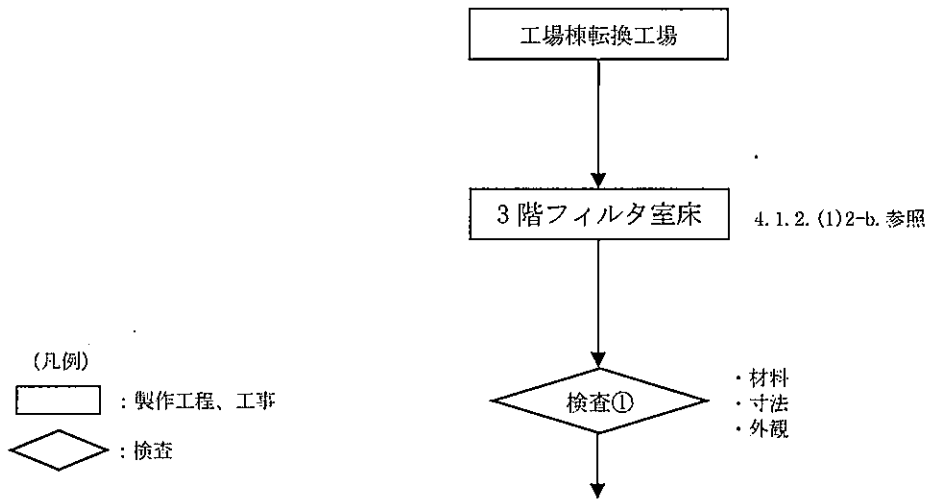 工場棟転換工場
3階フィルタ室床
4.1.2.(1)2-b.参照
検査①
・材料
・寸法
・外観
(凡例)
：製作工程、工事
：検査